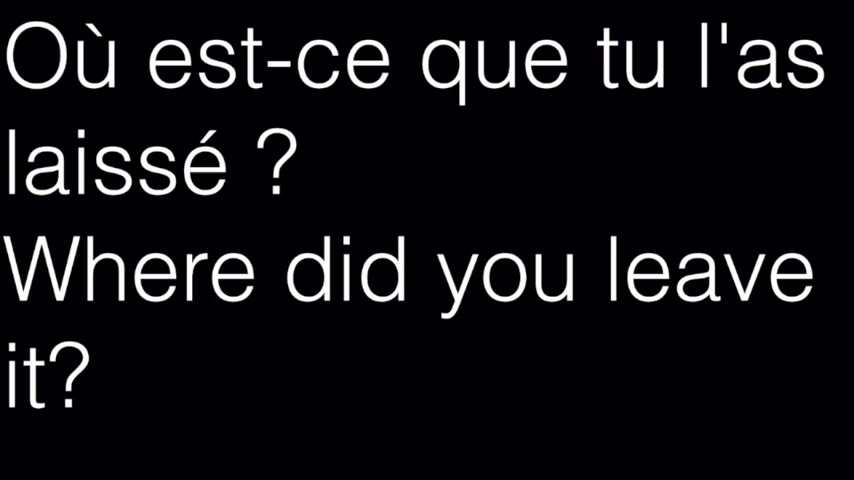 Où est-ce que tu l'as
laissé ?
Where did you leave
it?